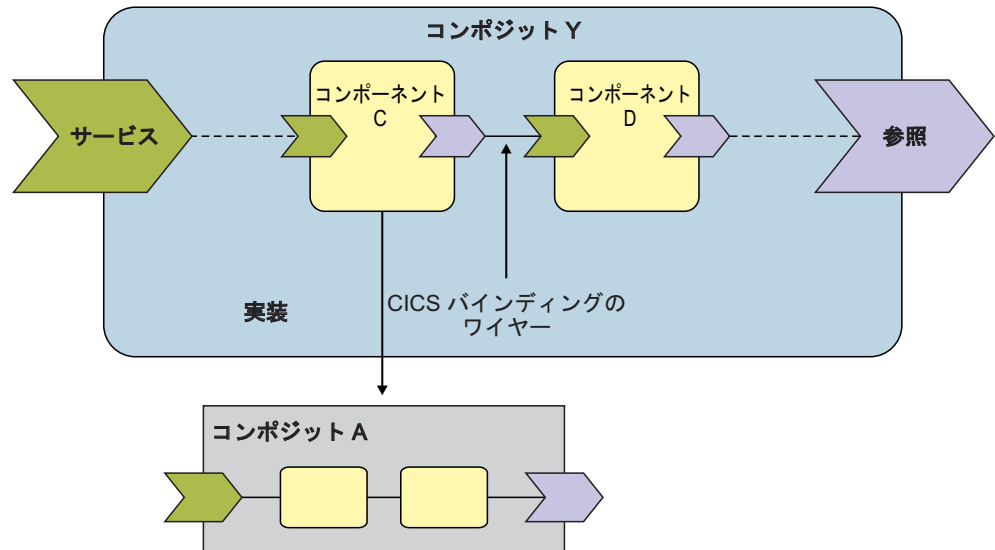 コンポジット Y
サービス
コンポーネント
C
コンポーネント
D
参照
実装
CICS バインディングの
ワイヤー
コンポジット A